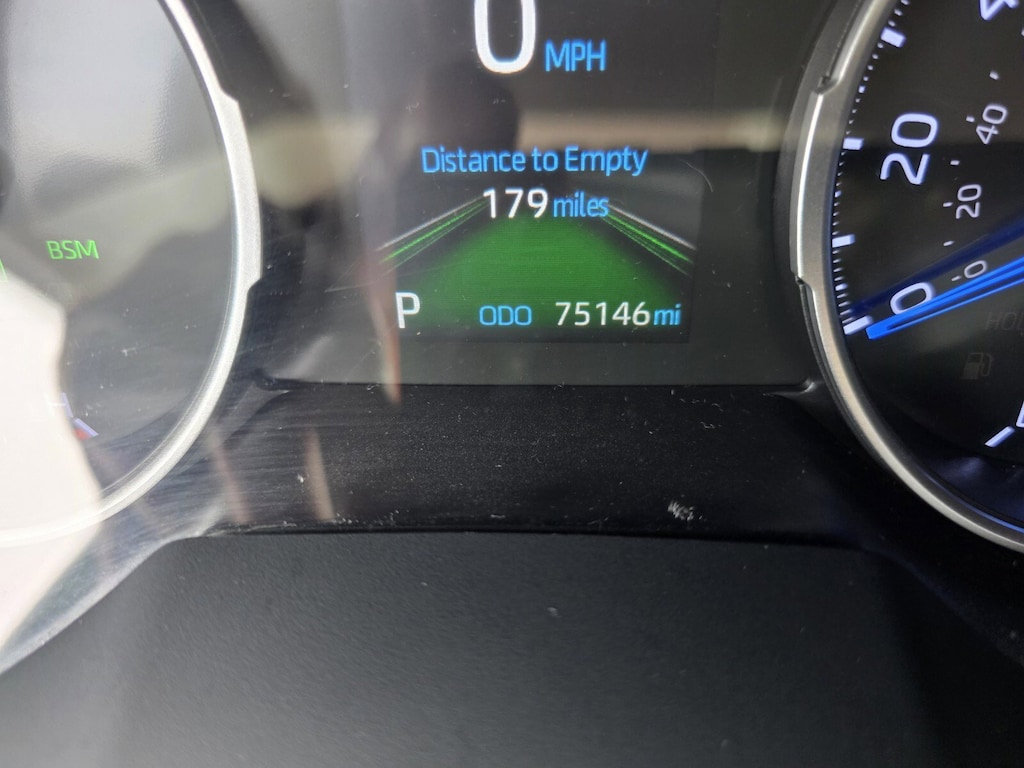 0 MPH
Distance to Empty
179 miles
P ODO 75146 mi
BSM
20
40
20
0
0
H